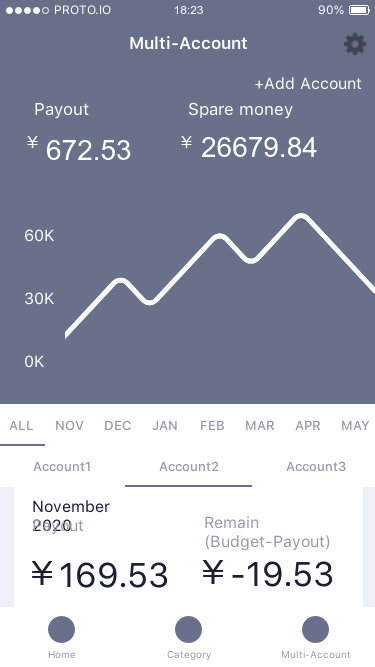 PROTO.IO 18:23 90%
Multi-Account
+Add Account
Payout Spare money
¥ 672.53 ¥ 26679.84
60K
30K
0K
ALL NOV DEC JAN FEB MAR APR MAY
Account1 Account2 Account3
November
2020
Payout
Remain
(Budget-Payout)
¥ 169.53 ¥ -19.53
Home Category Multi-Account